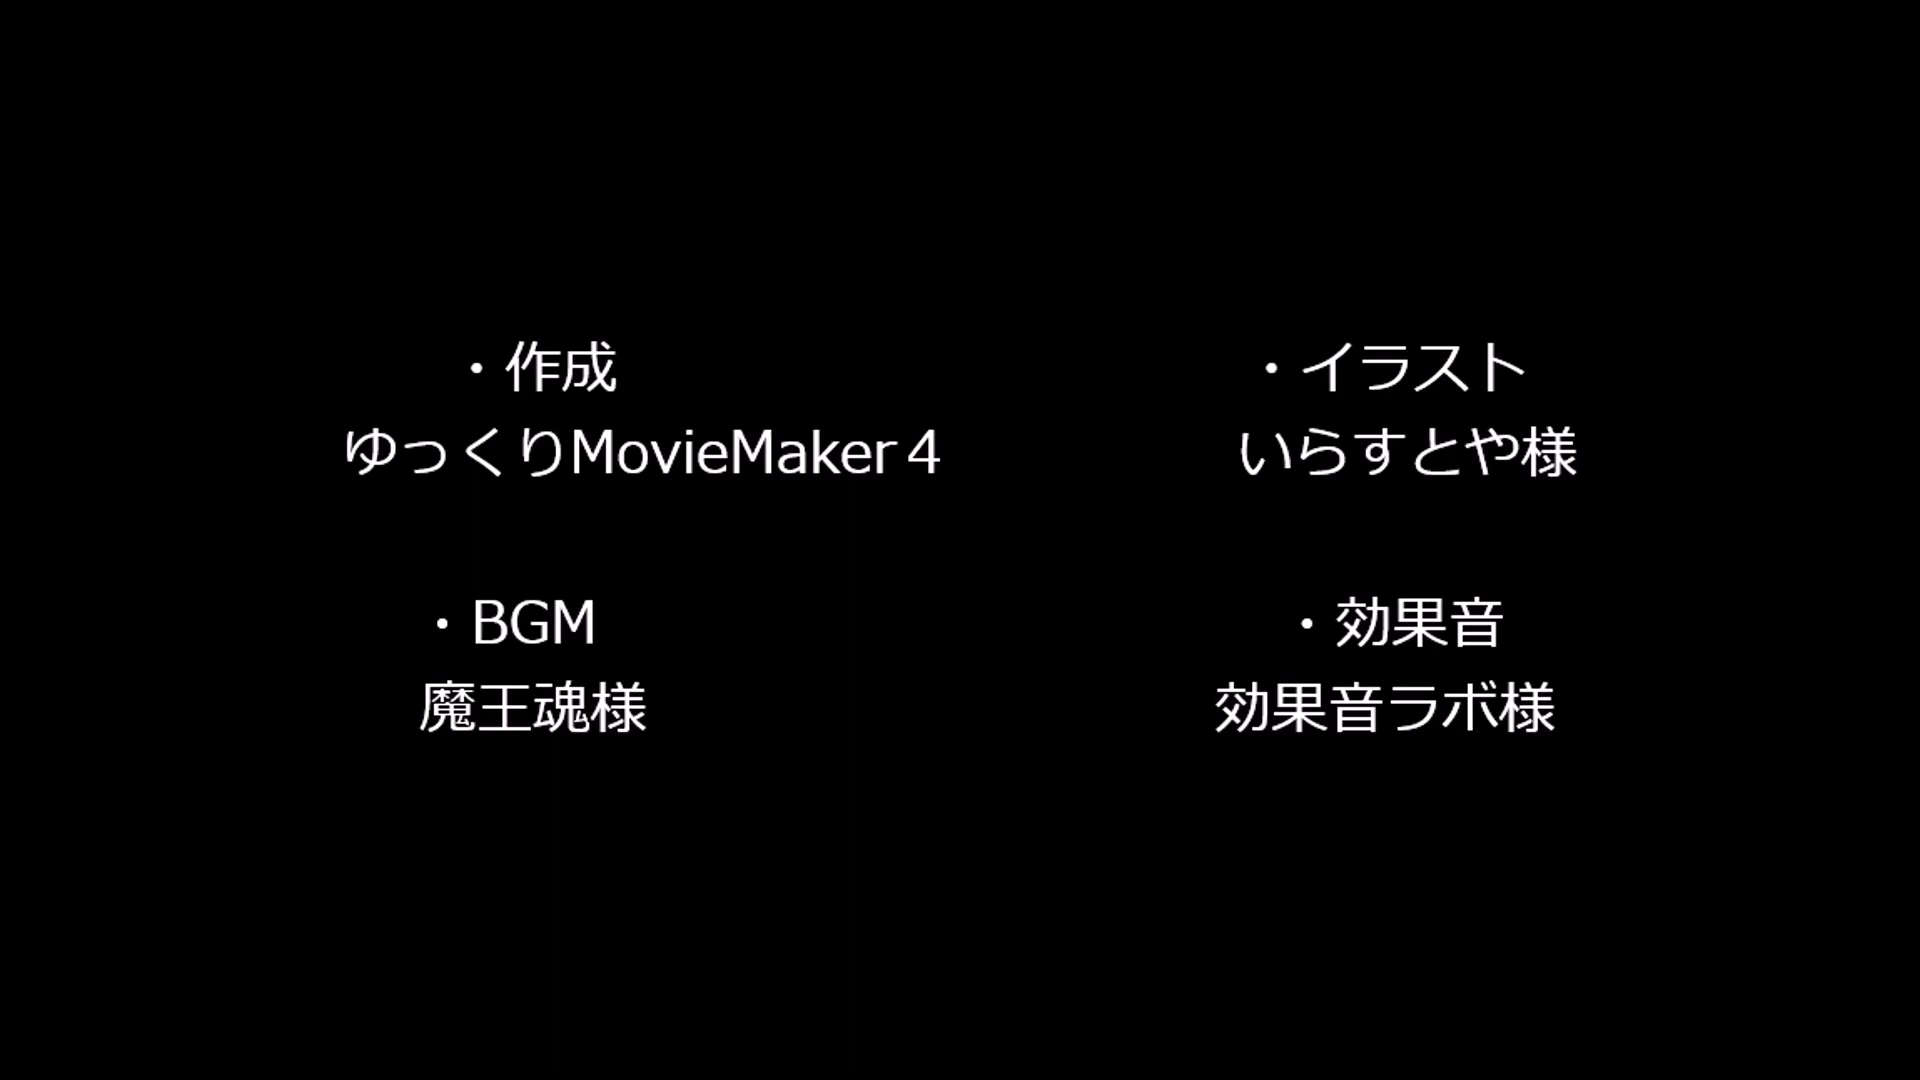 ・作成
ゆっくりMovieMaker４
・イラスト
いらすとや様
・BGM
魔王魂様
・効果音
効果音ラボ様